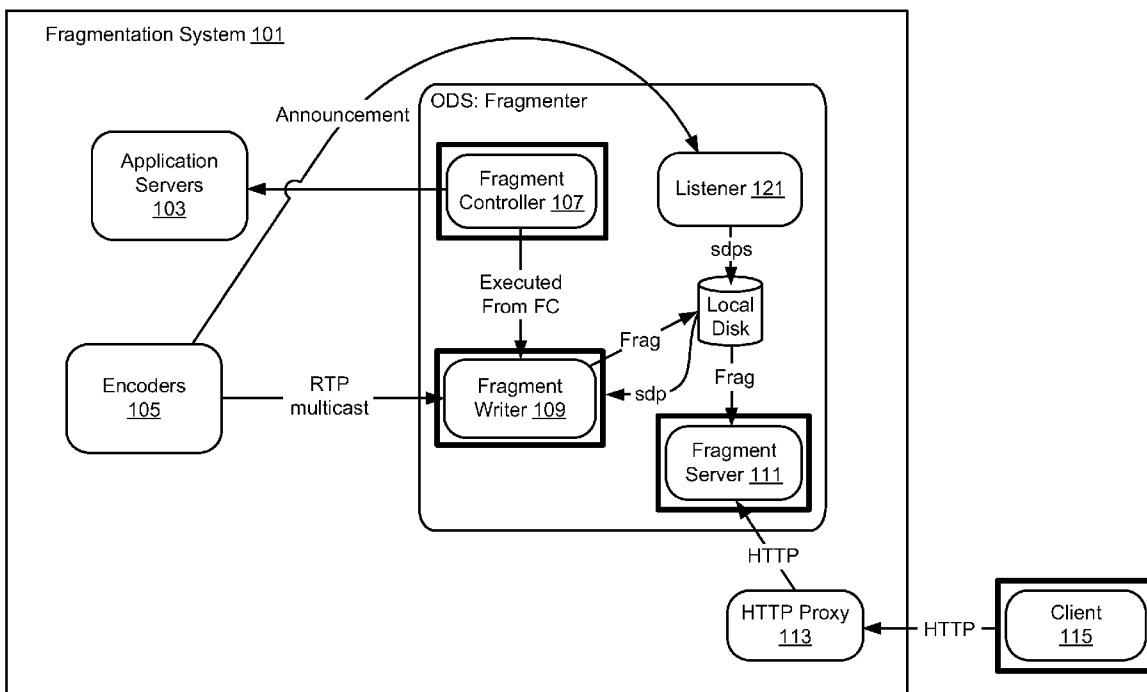 Fragmentation System 101
ODS: Fragmenter
Announcement
Application
Servers
103
Fragment
Controller 107
Listener 121
sdps
Executed
From FC
Local
Disk
Frag
Frag
Encoders
105
RTP
multicast
Fragment
Writer 109
sdp
Fragment
Server 111
HTTP
HTTP Proxy
113
HTTP
Client
115